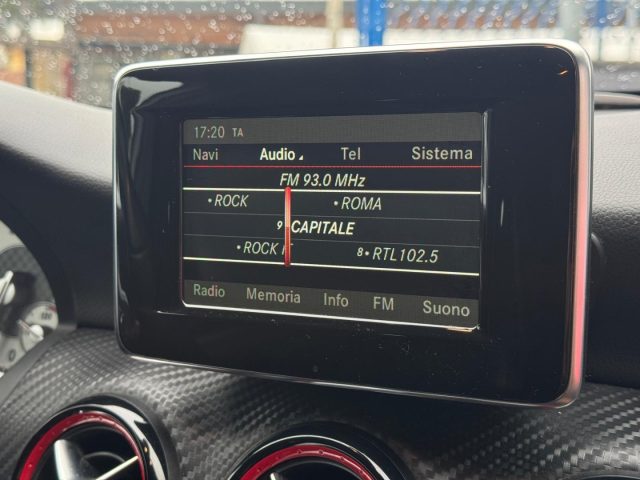 17:20 TA
Navi Audio Tel Sistema
FM 93.0 MHz
•ROCK •ROMA
9 CAPITALE
•ROCK 8•RTL102.5
Radio Memoria Info FM Suono